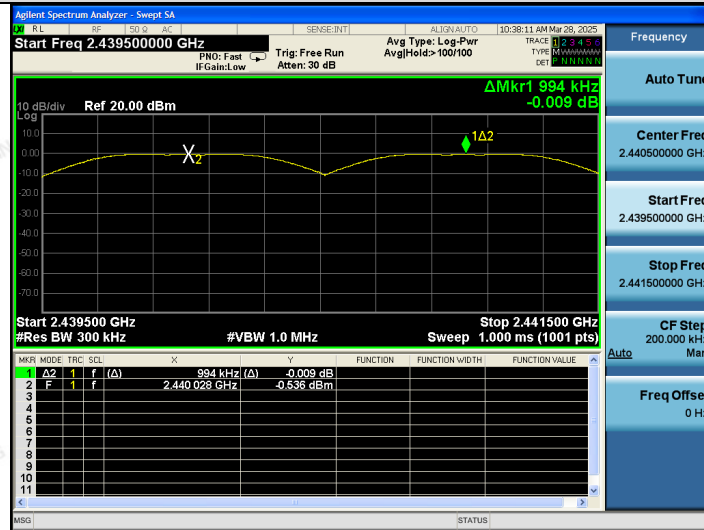 Agilent Spectrum Analyzer - Swept SA
LXI RL RF 50 Ω AC SENSE:INT ALIGN AUTO 10:38:11 AM Mar 28, 2025
Start Freq 2.439500000 GHz
PNO: Fast
IFGain:Low
Trig: Free Run
Atten: 30 dB
Avg Type: Log-Pwr
Avg|Hold:>100/100
TRACE 1 2 3 4 5 6
TYPE M WWWWW
DET P N N N N N
ΔMkr1 994 kHz
-0.009 dB
10 dB/div Ref 20.00 dBm
Log
10.0
0.00
-10.0
-20.0
-30.0
-40.0
-50.0
-60.0
-70.0
X2
1Δ2
Start 2.439500 GHz Stop 2.441500 GHz
#Res BW 300 kHz #VBW 1.0 MHz Sweep 1.000 ms (1001 pts)
MKR MODE TRC SCL X Y FUNCTION FUNCTION WIDTH FUNCTION VALUE
1 Δ2 1 f (Δ) 994 kHz (Δ) -0.009 dB
2 F 1 f 2.440 028 GHz -0.536 dBm
3
4
5
6
7
8
9
10
11
MSG STATUS
Frequency
Auto Tune
Center Freq
2.440500000 GHz
Start Freq
2.439500000 GHz
Stop Freq
2.441500000 GHz
CF Step
200.000 kHz
Auto Man
Freq Offset
0 Hz